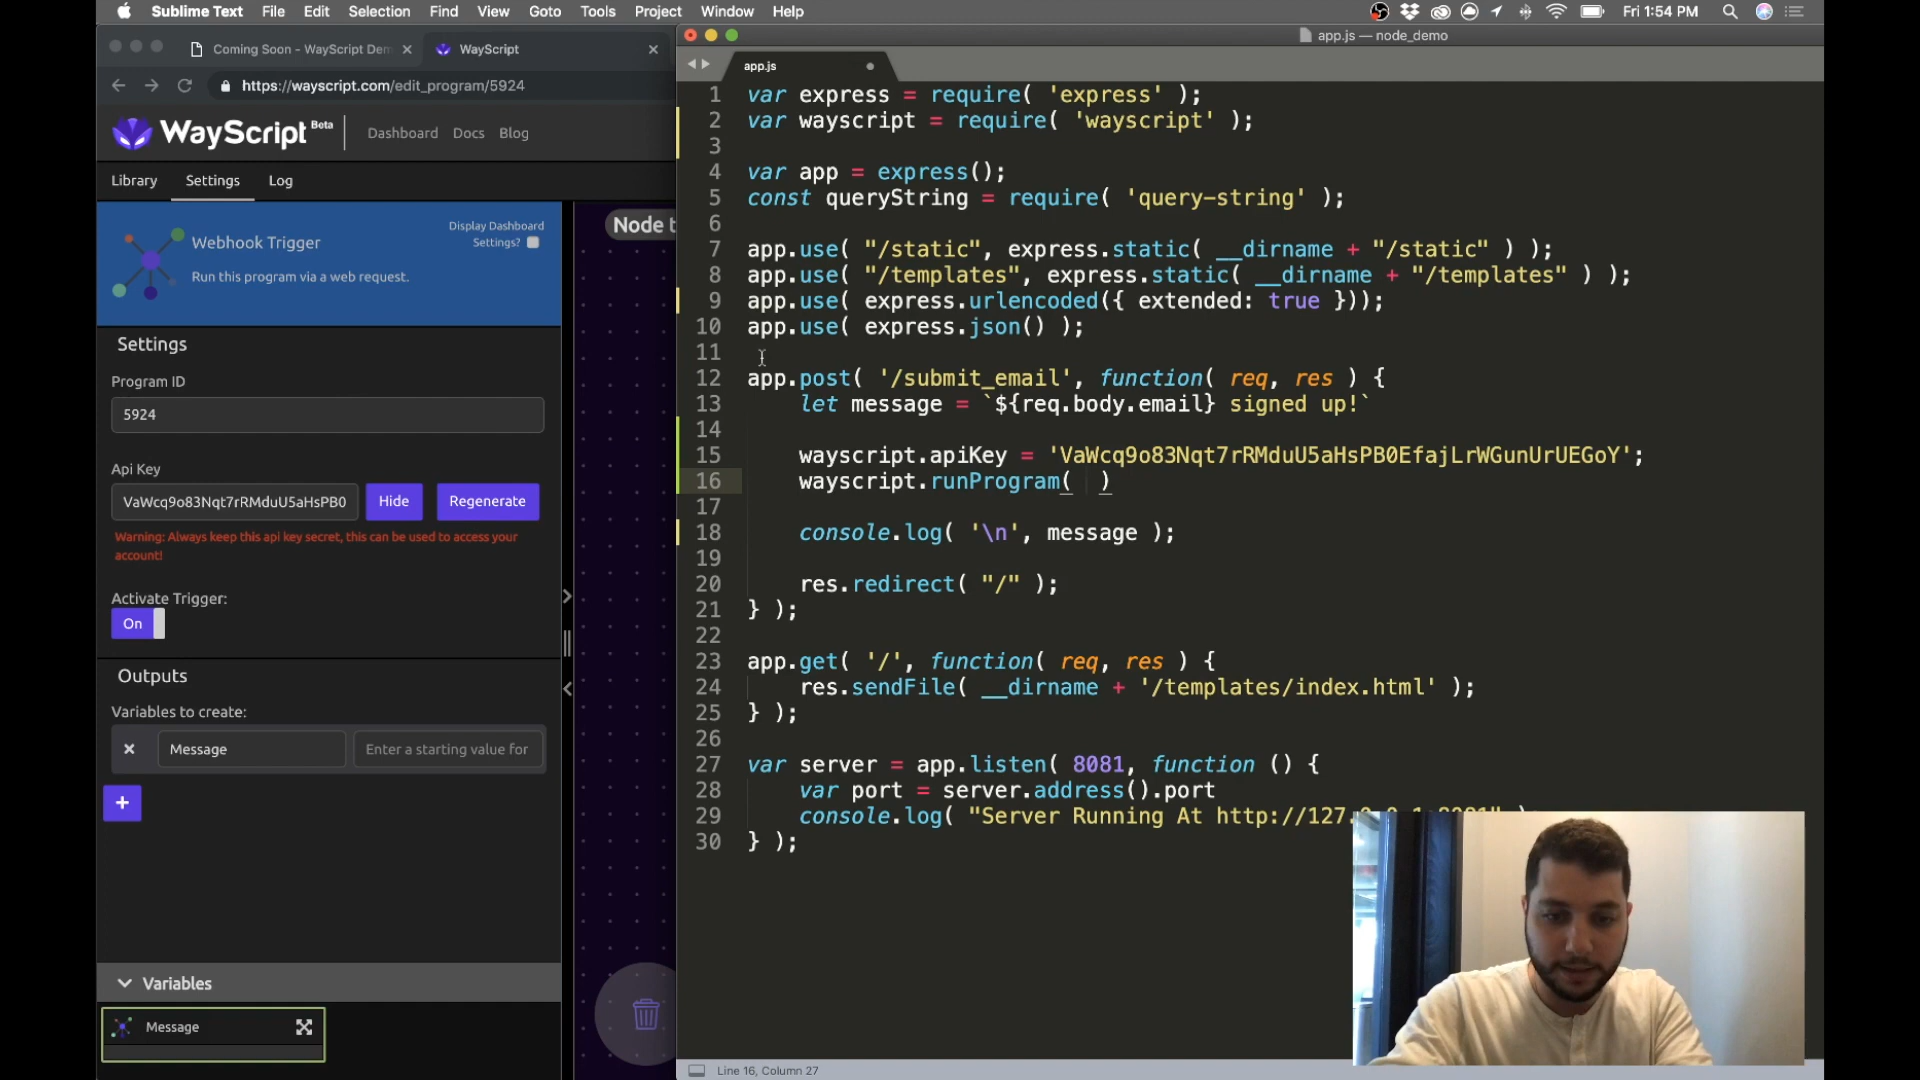 Sublime Text File Edit Selection Find View Goto Tools Project Window Help
Fri 1:54 PM
Coming Soon - WayScript Dem
WayScript
https://wayscript.com/edit_program/5924
WayScript Beta
Dashboard Docs Blog
Library Settings Log
Webhook Trigger
Run this program via a web request.
Display Dashboard
Settings?
Settings
Program ID
5924
Api Key
VaWcq9o83Nqt7rRMduU5aHsPB0
Hide
Regenerate
Warning: Always keep this api key secret, this can be used to access your
account!
Activate Trigger:
On
Outputs
Variables to create:
Message
Enter a starting value for
+
Variables
Message
Node t
app.js — node_demo
app.js
1 var express = require( 'express' );
2 var wayscript = require( 'wayscript' );
3
4 var app = express();
5 const queryString = require( 'query-string' );
6
7 app.use( "/static", express.static( __dirname + "/static" ) );
8 app.use( "/templates", express.static( __dirname + "/templates" ) );
9 app.use( express.urlencoded({ extended: true }));
10 app.use( express.json() );
11
12 app.post( '/submit_email', function( req, res ) {
13 let message = `${req.body.email} signed up!`
14
15 wayscript.apiKey = 'VaWcq9o83Nqt7rRMduU5aHsPB0EfajLrWGunUrUEGoY';
16 wayscript.runProgram(  )
17
18 console.log( '\n', message );
19
20 res.redirect( "/" );
21 } );
22
23 app.get( '/', function( req, res ) {
24 res.sendFile( __dirname + '/templates/index.html' );
25 } );
26
27 var server = app.listen( 8081, function () {
28 var port = server.address().port
29 console.log( "Server Running At http://127.
30 } );
Line 16, Column 27